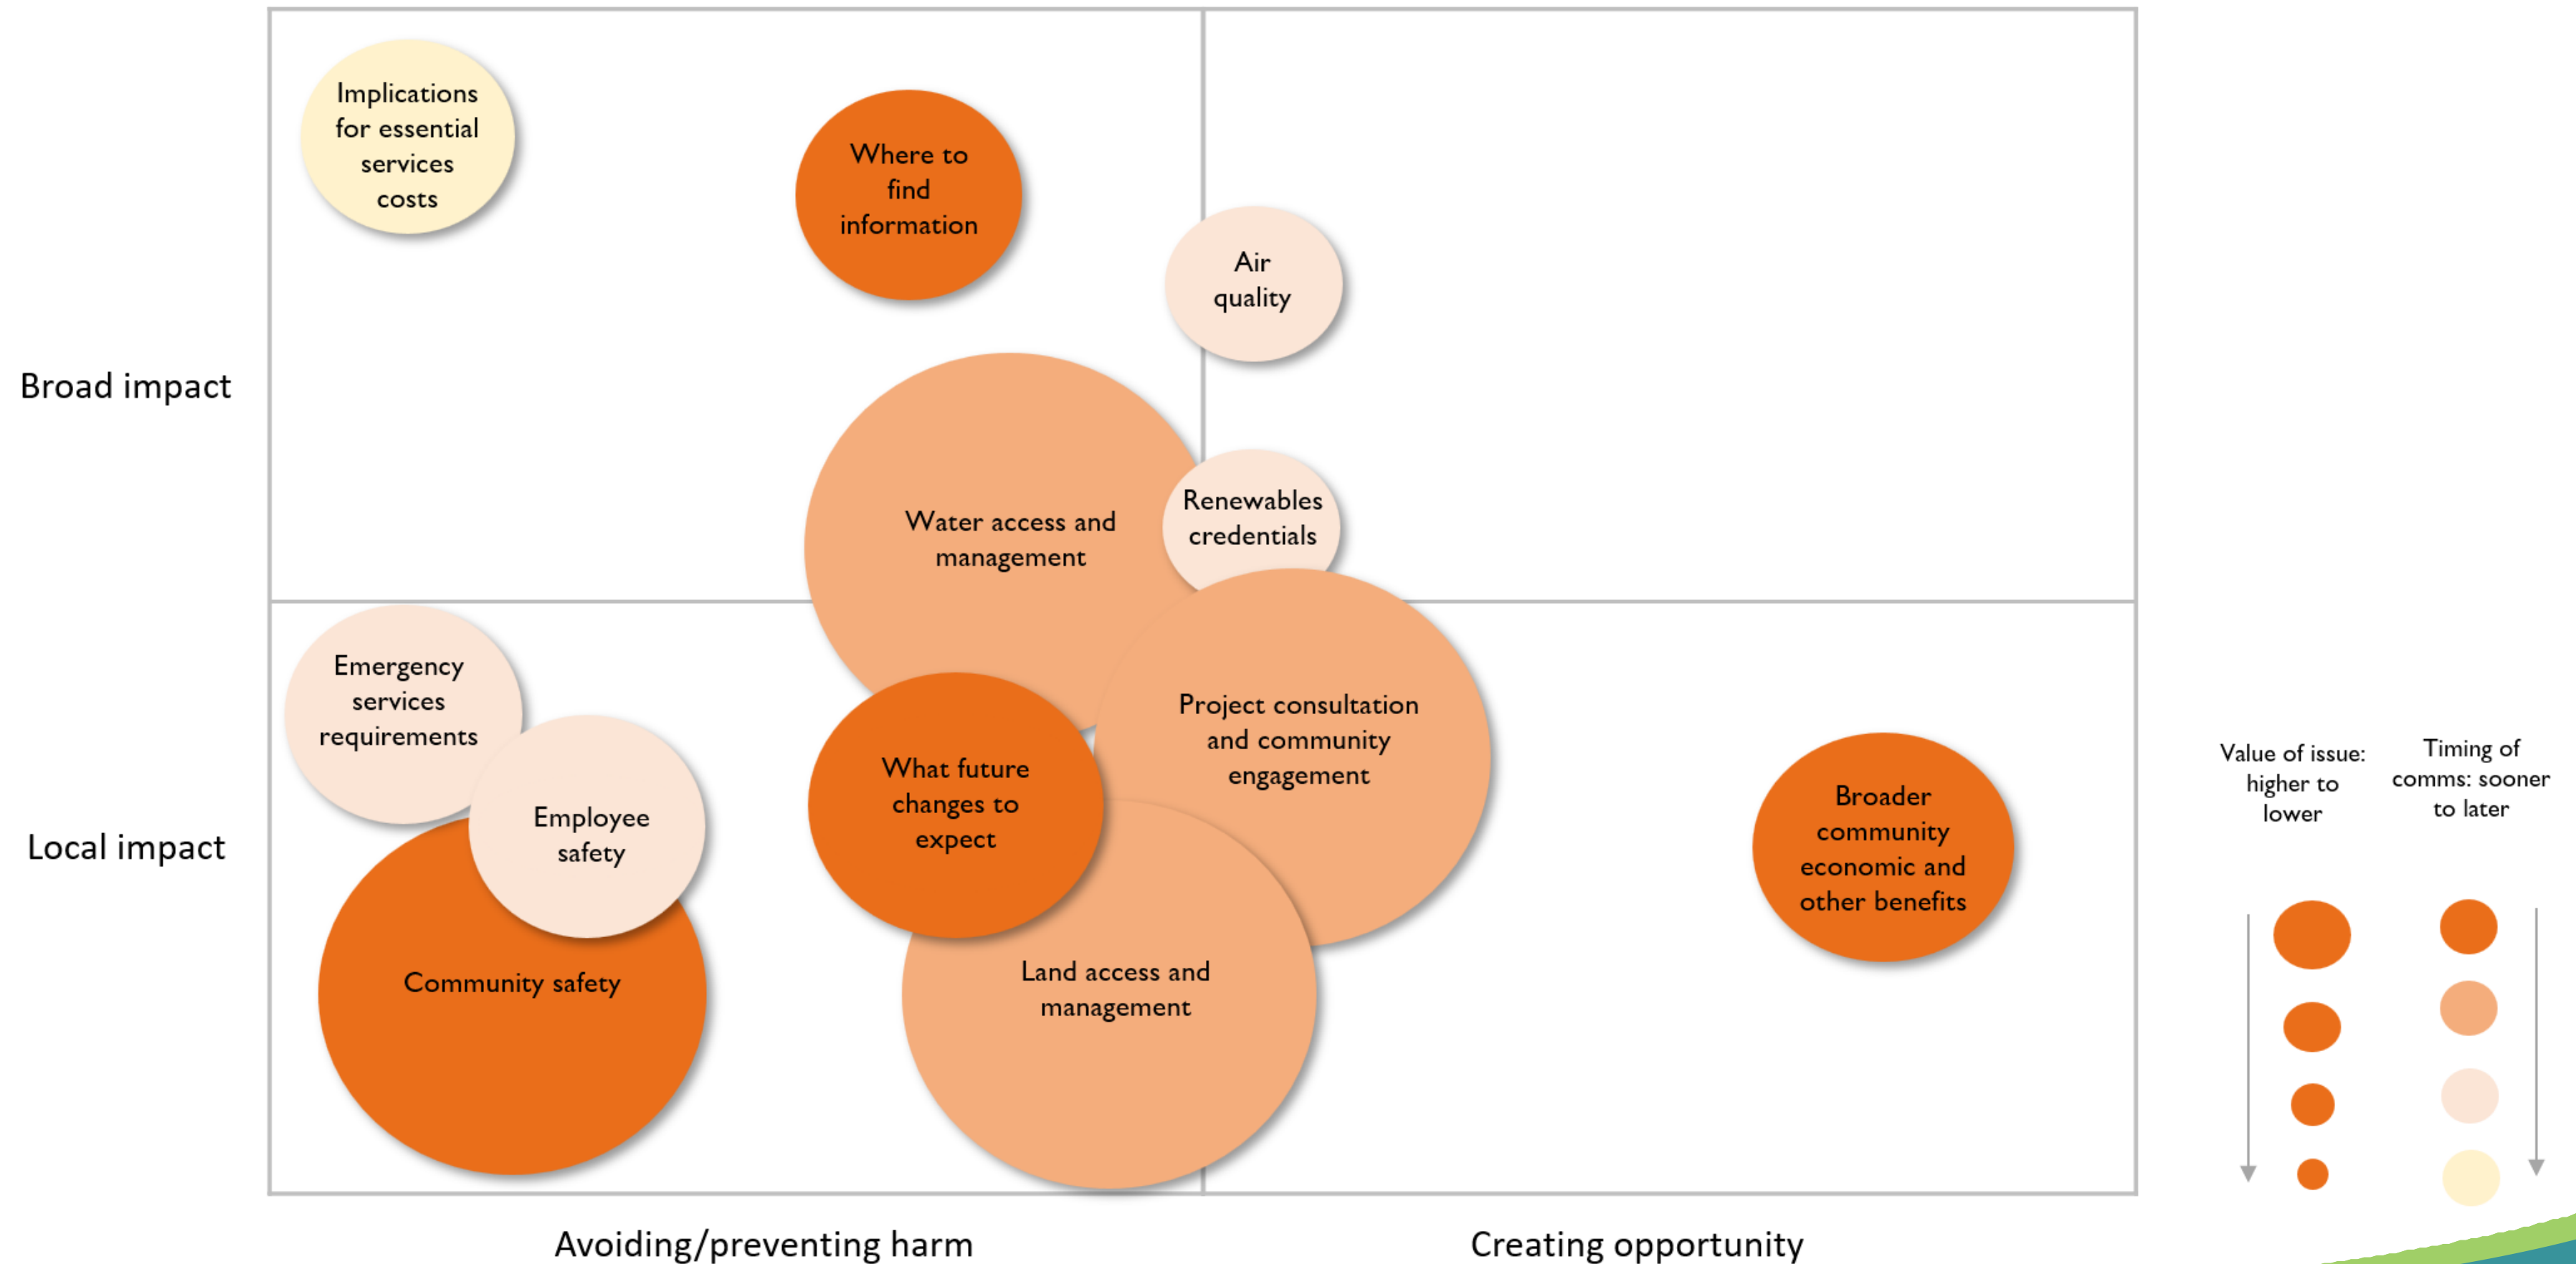 Implications
for essential
services
costs
Where to
find
information
Air
quality
Broad impact
Water access and
management
Renewables
credentials
Emergency
services
requirements
Employee
safety
Community safety
What future
changes to
expect
Project consultation
and community
engagement
Land access and
management
Broader
community
economic and
other benefits
Local impact
Value of issue:
higher to
lower
Timing of
comms: sooner
to later
Avoiding/preventing harm
Creating opportunity